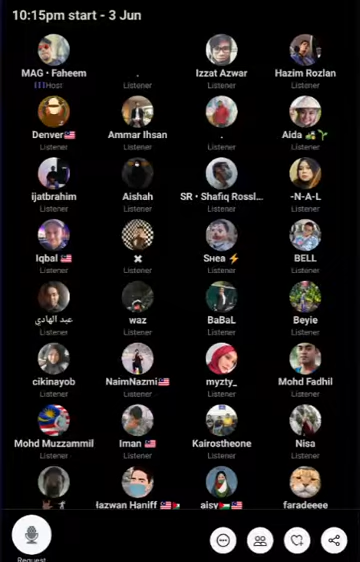 10:15pm start - 3 Jun
MAG • Faheem . Izzat Azwar Hazim Rozlan
Host Listener Listener Listener
Denver🇲🇾 Ammar Ihsan . Aida
Listener Listener Listener Listener
ijatbrahim Aishah SR • Shafiq Rossl... -N-A-L
Listener Listener Listener Listener
Iqbal 🇲🇾 ✖ Sʜea ⚡ BELL
Listener Listener Listener Listener
عبد الهادي waz BaBaL Beyie
Listener Listener Listener Listener
cikinayob NaimNazmi🇲🇾 myzty_ Mohd Fadhil
Listener Listener Listener Listener
Mohd Muzzammil Iman 🇲🇾 Kairostheone Nisa
Listener Listener Listener Listener
Haniff 🇲🇾 aisy🇵🇸🇲🇾 faradeeee
Request